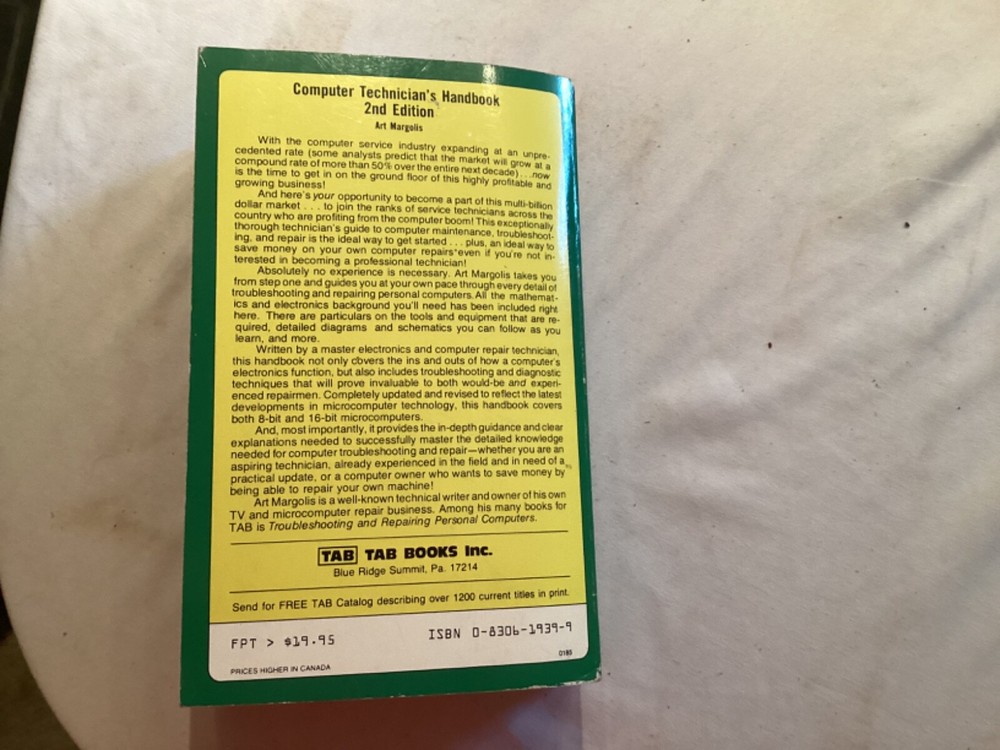 Computer Technician's Handbook
2nd Edition
Art Margolis
With the computer service industry expanding at an unpre-
cedented rate (some analysts predict that the market will grow at a
compound rate of more than 50% over the entire next decade) . . . now
is the time to get in on the ground floor of this highly profitable and
growing business!
And here's your opportunity to become a part of this multi-billion
dollar market . . . to join the ranks of service technicians across the
country who are profiting from the computer boom! This exceptionally
thorough technician's guide to computer maintenance, troubleshoot-
ing, and repair is the ideal way to get started . . . plus, an ideal way to
save money on your own computer repairs even if you're not in-
terested in becoming a professional technician!
Absolutely no experience is necessary. Art Margolis takes you
from step one and guides you at your own pace through every detail of
troubleshooting and repairing personal computers. All the mathemat-
ics and electronics background you'll need has been included right
here. There are particulars on the tools and equipment that are re-
quired, detailed diagrams and schematics you can follow as you
learn, and more.
Written by a master electronics and computer repair technician,
this handbook not only covers the ins and outs of how a computer's
electronics function, but also includes troubleshooting and diagnostic
techniques that will prove invaluable to both would-be and experi-
enced repairmen. Completely updated and revised to reflect the latest
developments in microcomputer technology, this handbook covers
both 8-bit and 16-bit microcomputers.
And, most importantly, it provides the in-depth guidance and clear
explanations needed to successfully master the detailed knowledge
needed for computer troubleshooting and repair—whether you are an
aspiring technician, already experienced in the field and in need of a
practical update, or a computer owner who wants to save money by
being able to repair your own machine!
Art Margolis is a well-known technical writer and owner of his own
TV and microcomputer repair business. Among his many books for
TAB is Troubleshooting and Repairing Personal Computers.
TAB TAB BOOKS Inc.
Blue Ridge Summit, Pa. 17214
Send for FREE TAB Catalog describing over 1200 current titles in print.
FPT > $19.95
ISBN 0-8306-1939-9
0185
PRICES HIGHER IN CANADA